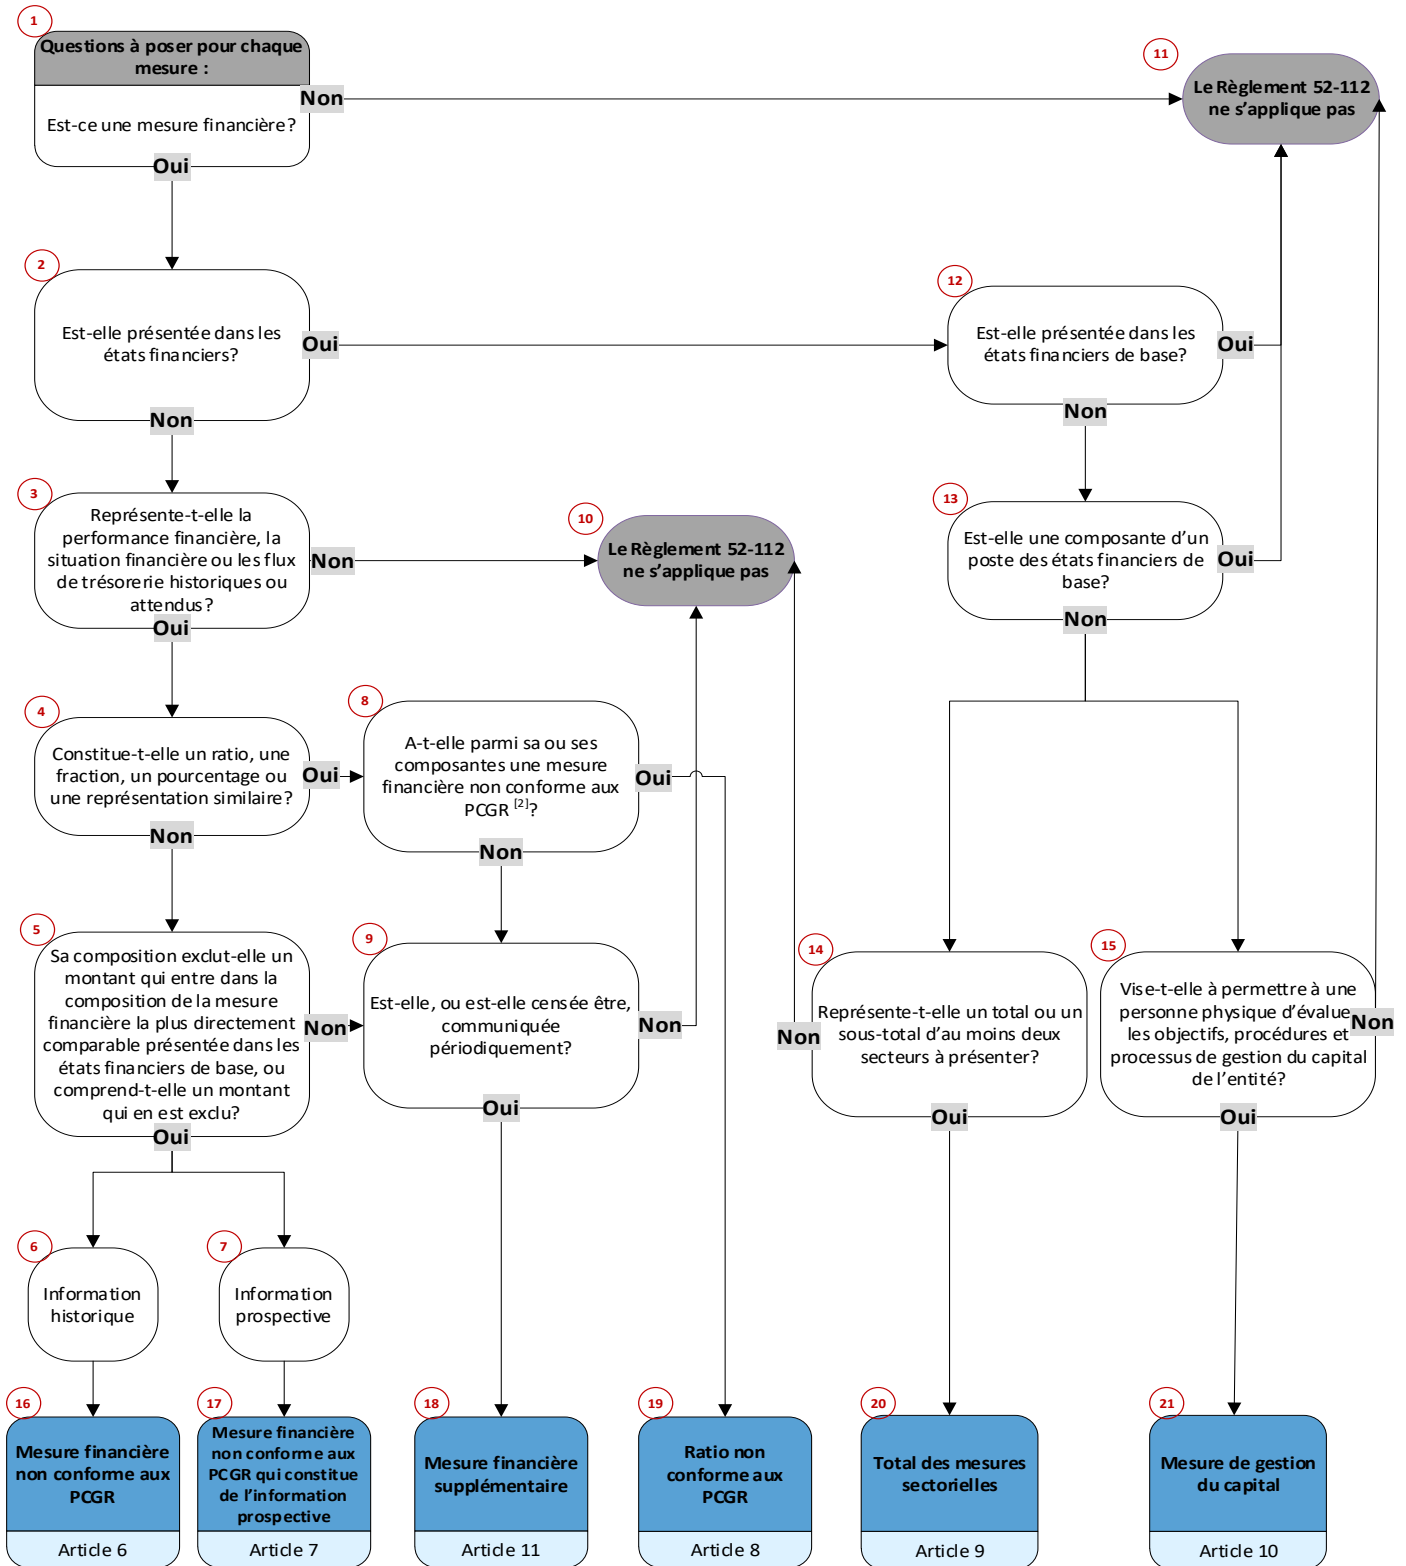 1
Questions à poser pour chaque
mesure :
Est-ce une mesure financière?
Non
Oui
11
Le Règlement 52-112
ne s'applique pas
2
Est-elle présentée dans les
états financiers?
Oui
Non
12
Est-elle présentée dans les
états financiers de base?
Oui
Non
3
Représente-t-elle la
performance financière, la
situation financière ou les flux
de trésorerie historiques ou
attendus?
Non
Oui
10
Le Règlement 52-112
ne s'applique pas
13
Est-elle une composante d'un
poste des états financiers de
base?
Oui
Non
4
Constitue-t-elle un ratio, une
fraction, un pourcentage ou
une représentation similaire?
Oui
Non
8
A-t-elle parmi sa ou ses
composantes une mesure
financière non conforme aux
PCGR [2]?
Oui
Non
5
Sa composition exclut-elle un
montant qui entre dans la
composition de la mesure
financière la plus directement
comparable présentée dans les
états financiers de base, ou
comprend-t-elle un montant
qui en est exclu?
Non
Oui
9
Est-elle, ou est-elle censée être,
communiquée
périodiquement?
Non
Oui
14
Représente-t-elle un total ou un
sous-total d'au moins deux
secteurs à présenter?
Non
Oui
15
Vise-t-elle à permettre à une
personne physique d'évalue
les objectifs, procédures et
processus de gestion du capital
de l'entité?
Non
Oui
6
Information
historique
7
Information
prospective
16
Mesure financière
non conforme aux
PCGR
Article 6
17
Mesure financière
non conforme aux
PCGR qui constitue
de l'information
prospective
Article 7
18
Mesure financière
supplémentaire
Article 11
19
Ratio non
conforme aux
PCGR
Article 8
20
Total des mesures
sectorielles
Article 9
21
Mesure de gestion
du capital
Article 10